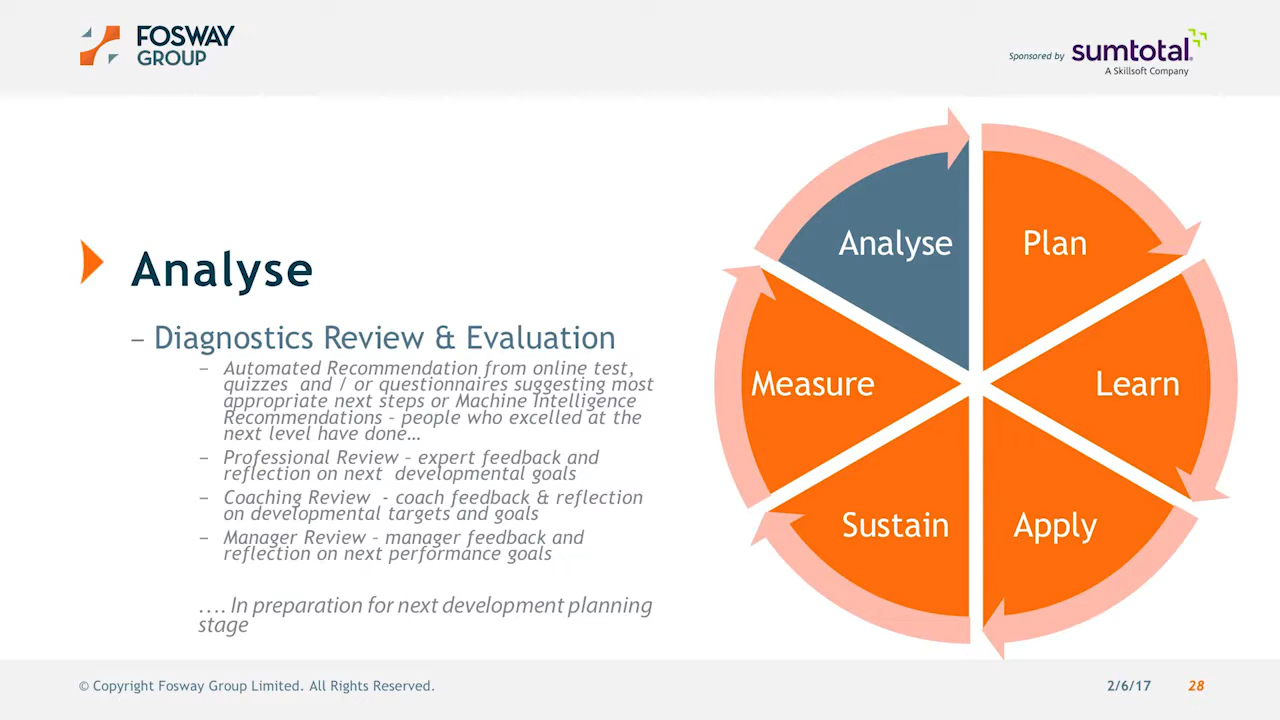 FOSWAY
GROUP
Sponsored by sumtotal.
A Skillsoft Company
Analyse
– Diagnostics Review & Evaluation
– Automated Recommendation from online test,
quizzes and / or questionnaires suggesting most
appropriate next steps or Machine Intelligence
Recommendations – people who excelled at the
next level have done…
– Professional Review – expert feedback and
reflection on next developmental goals
– Coaching Review - coach feedback & reflection
on developmental targets and goals
– Manager Review – manager feedback and
reflection on next performance goals
.... In preparation for next development planning
stage
Analyse
Plan
Measure
Learn
Sustain
Apply
© Copyright Fosway Group Limited. All Rights Reserved.
2/6/17
28